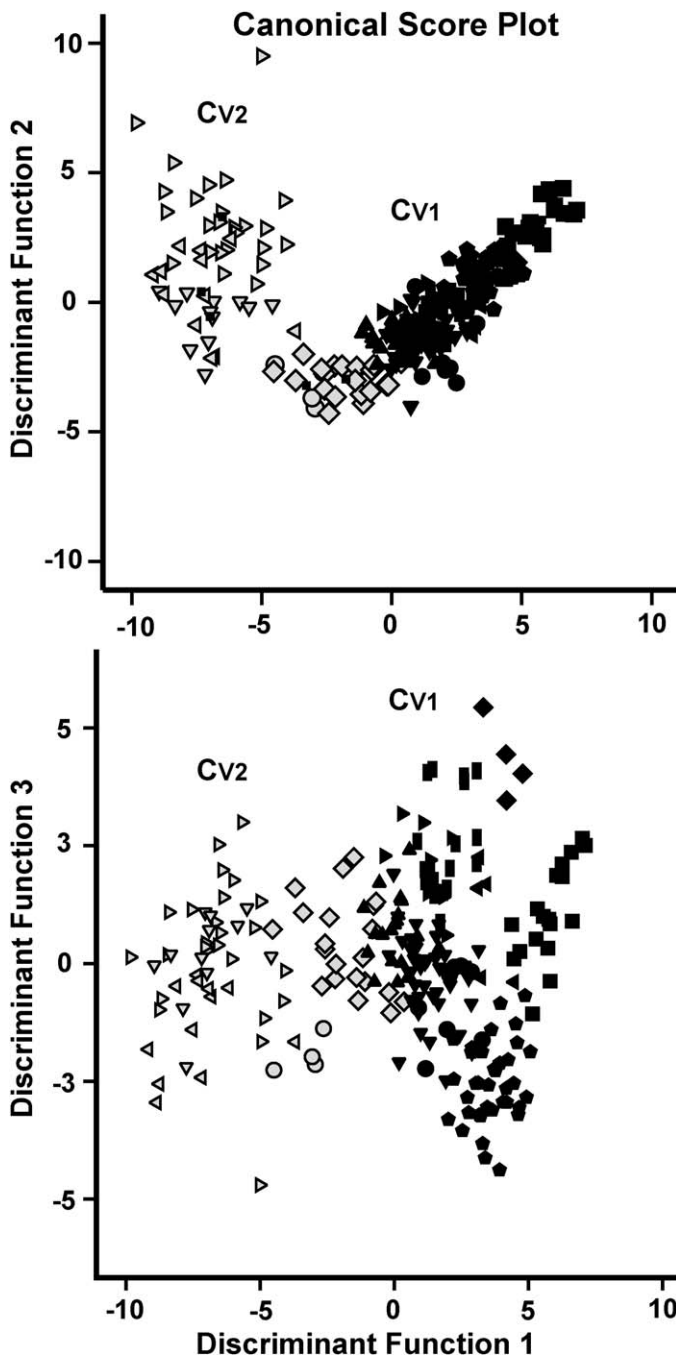 Canonical Score Plot
10
5
0
-5
-10
Discriminant Function 2
CV2
CV1
-10 -5 0 5 10
5
3
0
-3
-5
Discriminant Function 3
CV1
CV2
-10 -5 0 5 10
Discriminant Function 1